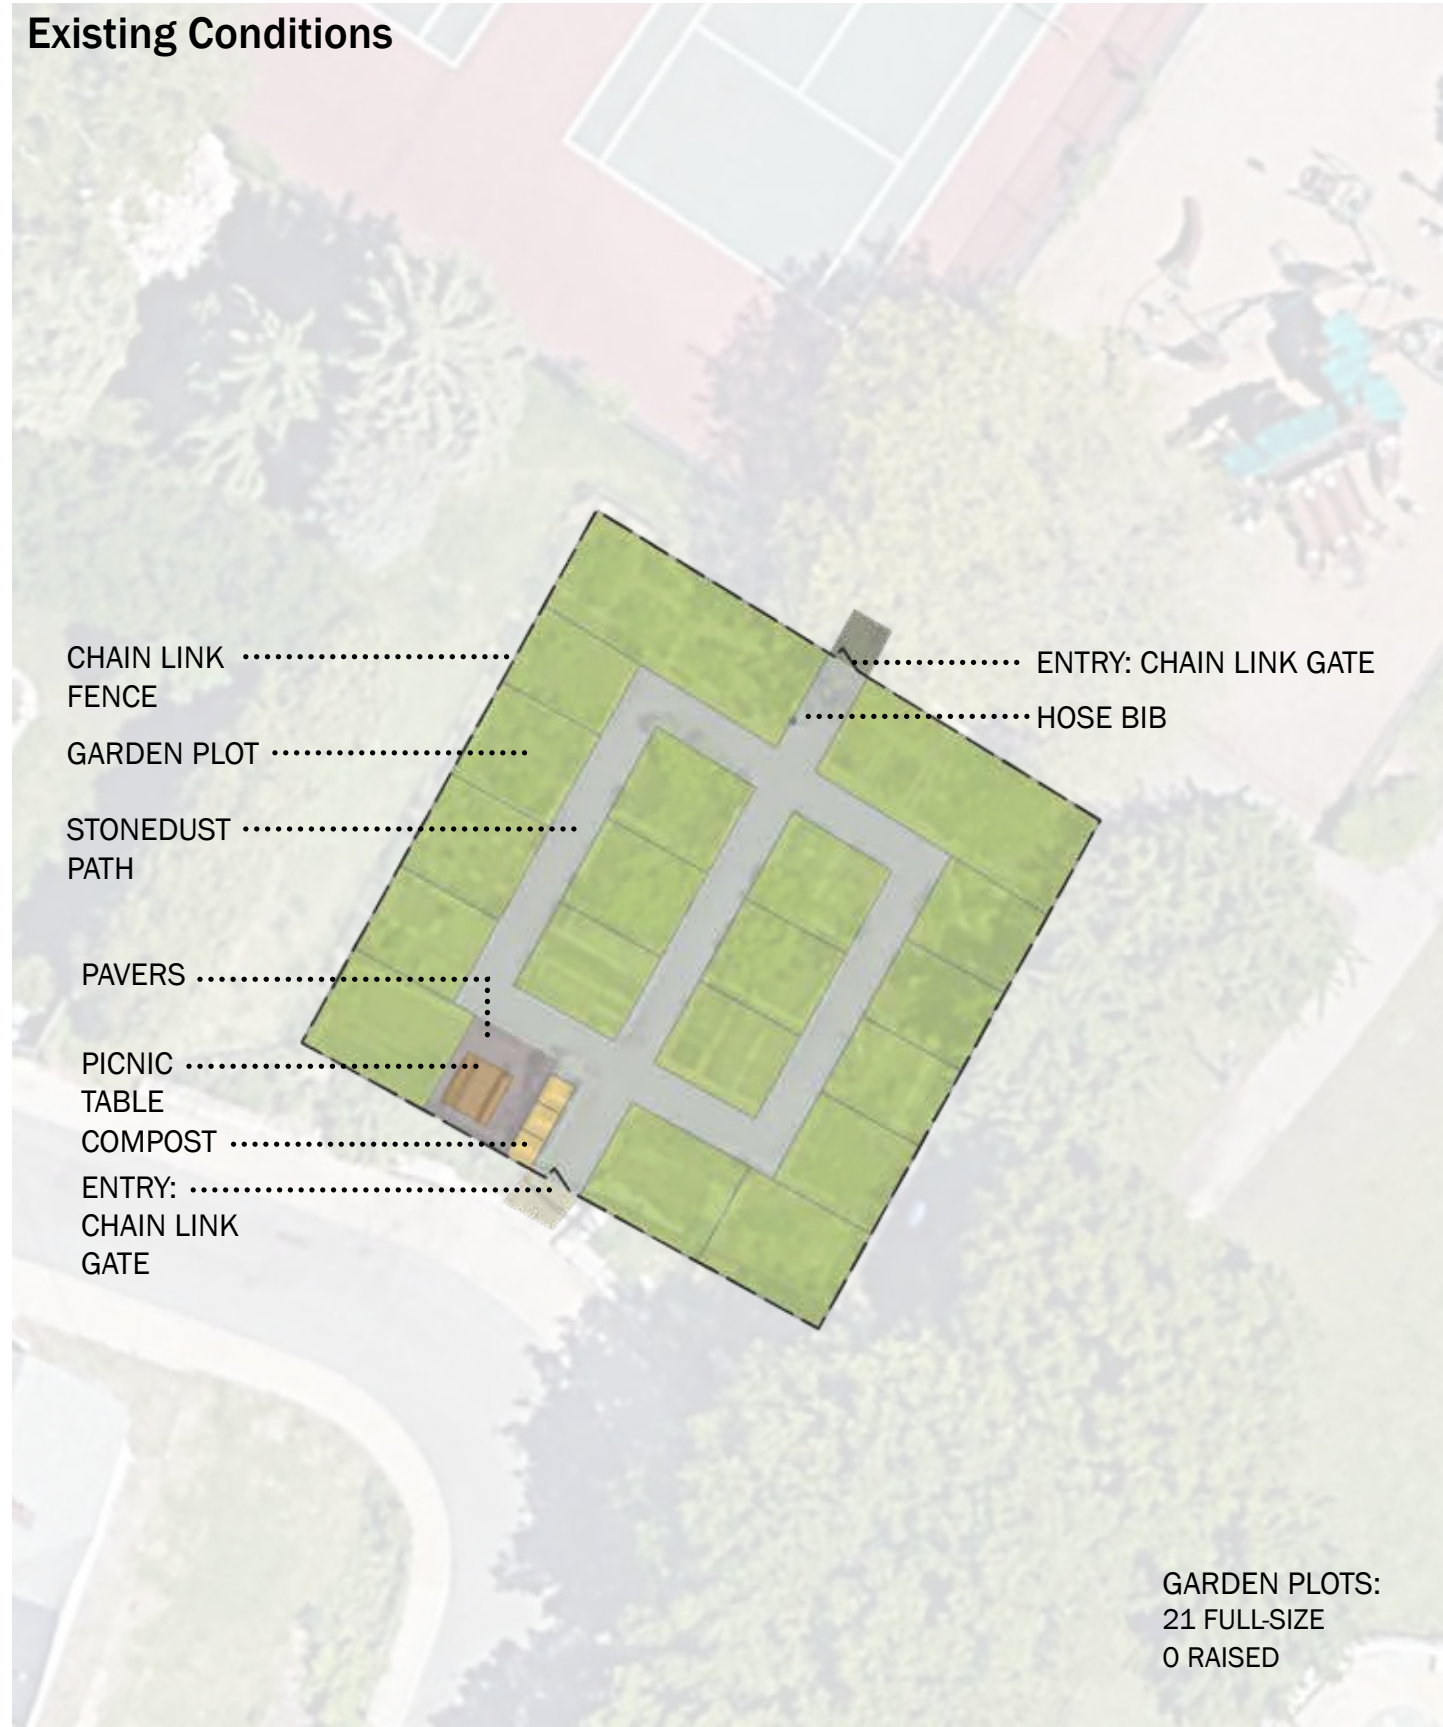 Existing Conditions
CHAIN LINK
FENCE
GARDEN PLOT
STONEDUST
PATH
PAVERS
PICNIC
TABLE
COMPOST
ENTRY:
CHAIN LINK
GATE
ENTRY: CHAIN LINK GATE
HOSE BIB
GARDEN PLOTS:
21 FULL-SIZE
0 RAISED